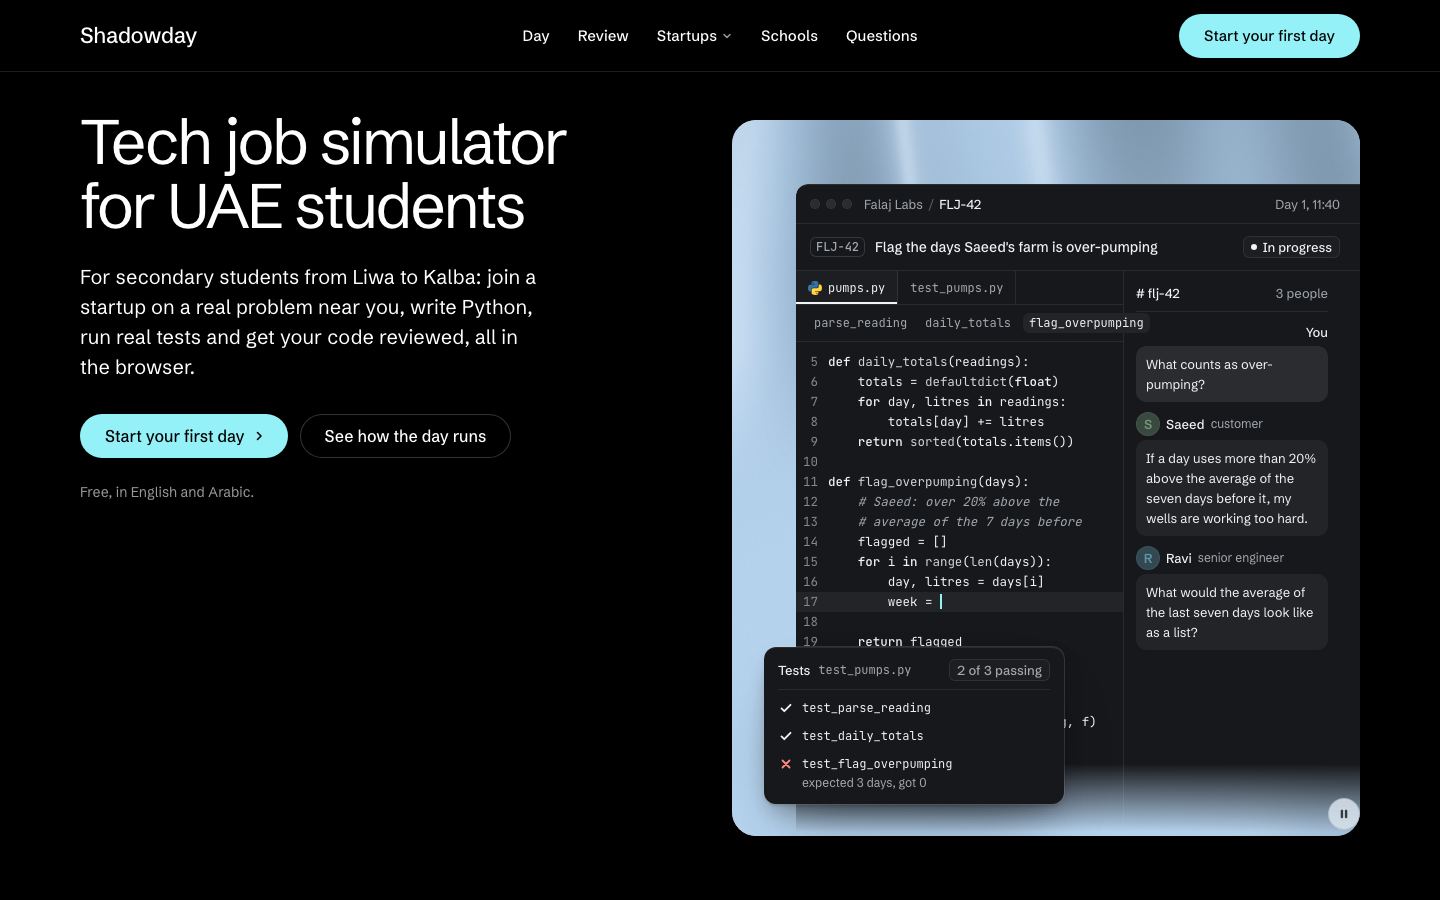 Shadowday
Day
Review
Startups
Schools
Questions
Start your first day
Tech job simulator
for UAE students
For secondary students from Liwa to Kalba: join a
startup on a real problem near you, write Python,
run real tests and get your code reviewed, all in
the browser.
Start your first day
See how the day runs
Free, in English and Arabic.
Falaj Labs / FLJ-42
Day 1, 11:40
FLJ-42 Flag the days Saeed's farm is over-pumping
In progress
pumps.py
test_pumps.py
parse_reading
daily_totals
flag_overpumping
5 def daily_totals(readings):
6 totals = defaultdict(float)
7 for day, litres in readings:
8 totals[day] += litres
9 return sorted(totals.items())
10
11 def flag_overpumping(days):
12 # Saeed: over 20% above the
13 # average of the 7 days before
14 flagged = []
15 for i in range(len(days)):
16 day, litres = days[i]
17 week =
18
19 return flagged
, f)
# flj-42
3 people
You
What counts as over-
pumping?
S Saeed customer
If a day uses more than 20%
above the average of the
seven days before it, my
wells are working too hard.
R Ravi senior engineer
What would the average of
the last seven days look like
as a list?
Tests test_pumps.py
2 of 3 passing
test_parse_reading
test_daily_totals
test_flag_overpumping
expected 3 days, got 0